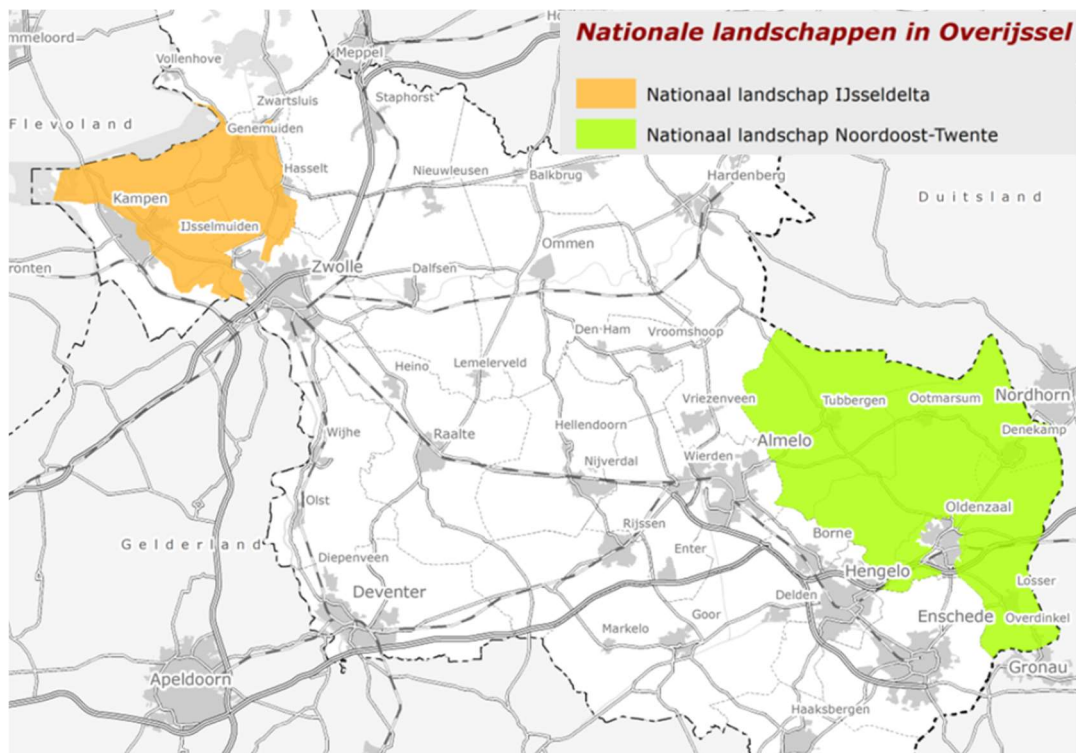 Nationale landschappen in Overijssel
Nationaal landschap IJsseldelta
Nationaal landschap Noordoost-Twente
mmeloord
Meppel
Ho
Vollenhove
Staphorst
Zwartsluis
Flevoland
Genemuiden
Hasselt
Nieuwleusen
Balkbrug
Hardenberg
Duitsland
Kampen
IJsselmuiden
Ommen
ronten
Zwolle
Dalfsen
Den Ham
Vroomshoop
Heino
Lemelerveld
Vriezenveen
Tubbergen
Ootmarsum
Nordhorn
Denekamp
Wijhe
Raalte
Hellendoorn
Almelo
Nijverdal
Wierden
Olst
Oldenzaal
Rijssen
Borne
Gelderland
Diepenveen
Enter
Hengelo
Losser
Deventer
Delden
Goor
Enschede
Overdinkel
Markelo
Gronau
Apeldoorn
Haaksbergen